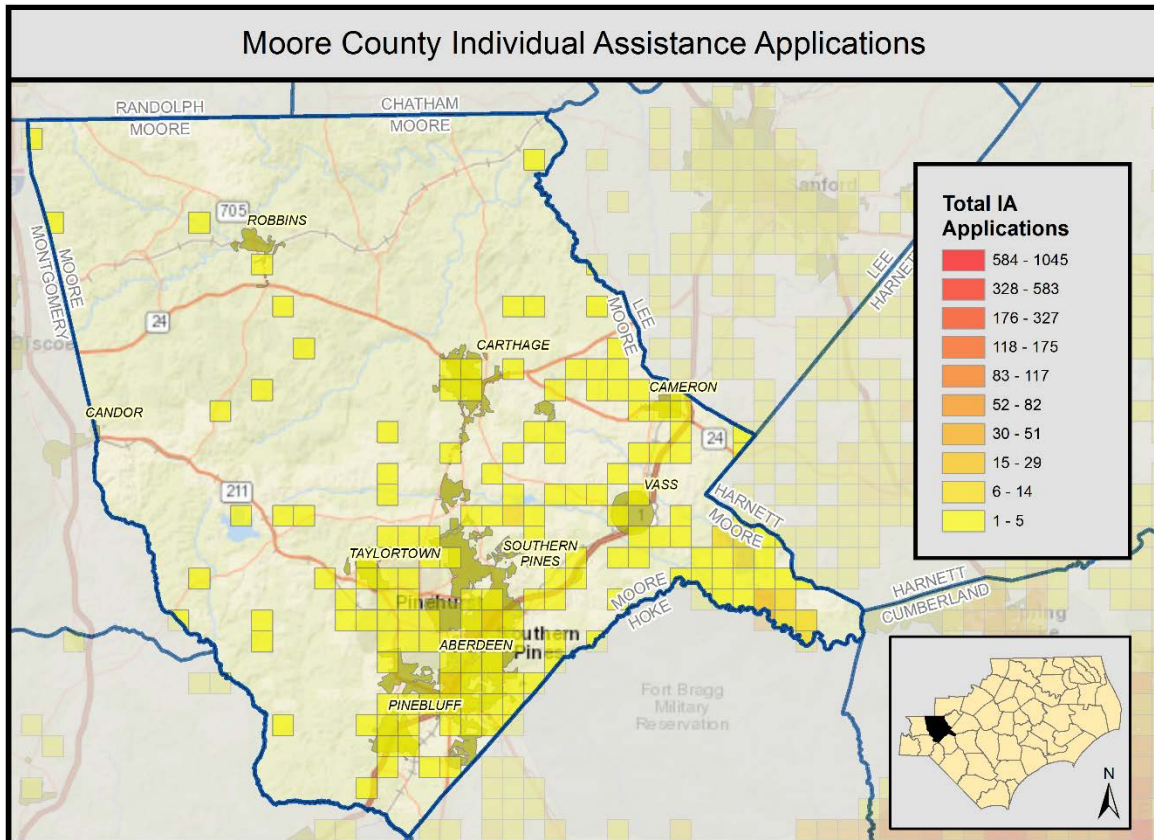 Moore County Individual Assistance Applications
RANDOLPH
MOORE
CHATHAM
MOORE
705
ROBBINS
Sanford
MOORE
MONTGOMERY
24
Biscoe
LEE
MOORE
LEE
HARNETT
CARTHAGE
CAMERON
CANDOR
24
211
VASS
1
HARNETT
MOORE
TAYLORTOWN
SOUTHERN
PINES
Pinehurst
MOORE
HOKE
HARNETT
CUMBERLAND
ABERDEEN
Southern
Pines
PINEBLUFF
Fort Bragg
Military
Reservation
Total IA
Applications
584 - 1045
328 - 583
176 - 327
118 - 175
83 - 117
52 - 82
30 - 51
15 - 29
6 - 14
1 - 5
N